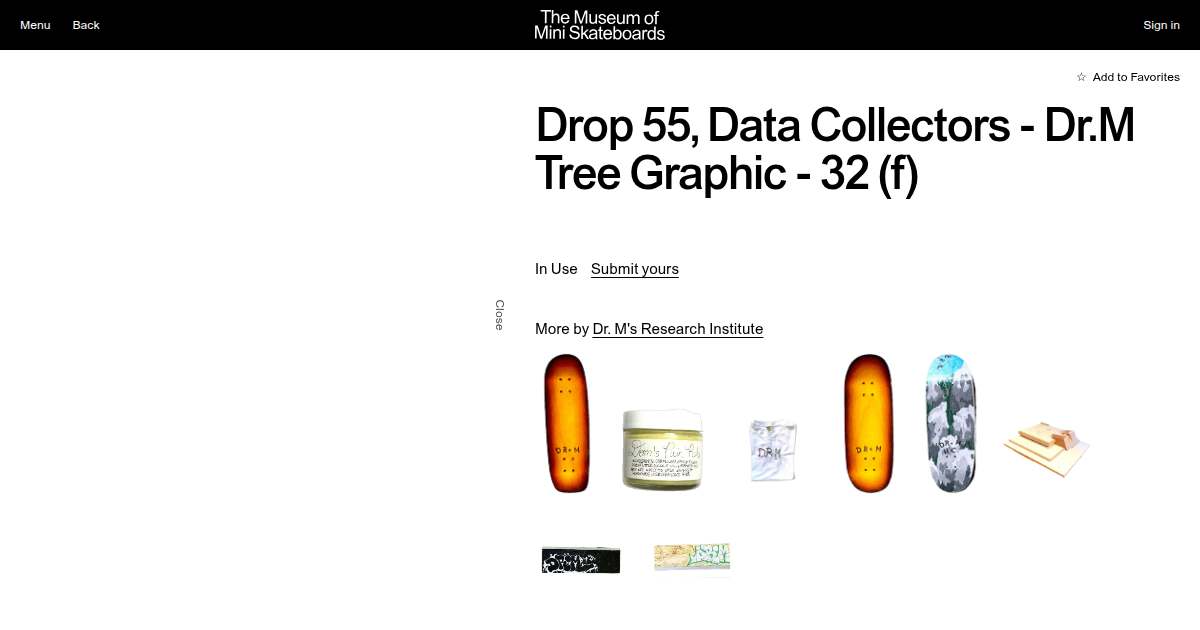 Menu
Back
The Museum of
Mini Skateboards
Sign in
☆ Add to Favorites
Drop 55, Data Collectors - Dr.M
Tree Graphic - 32 (f)
In Use
Submit yours
Close
More by Dr. M's Research Institute
DR M
DR M
DR M
DR. M